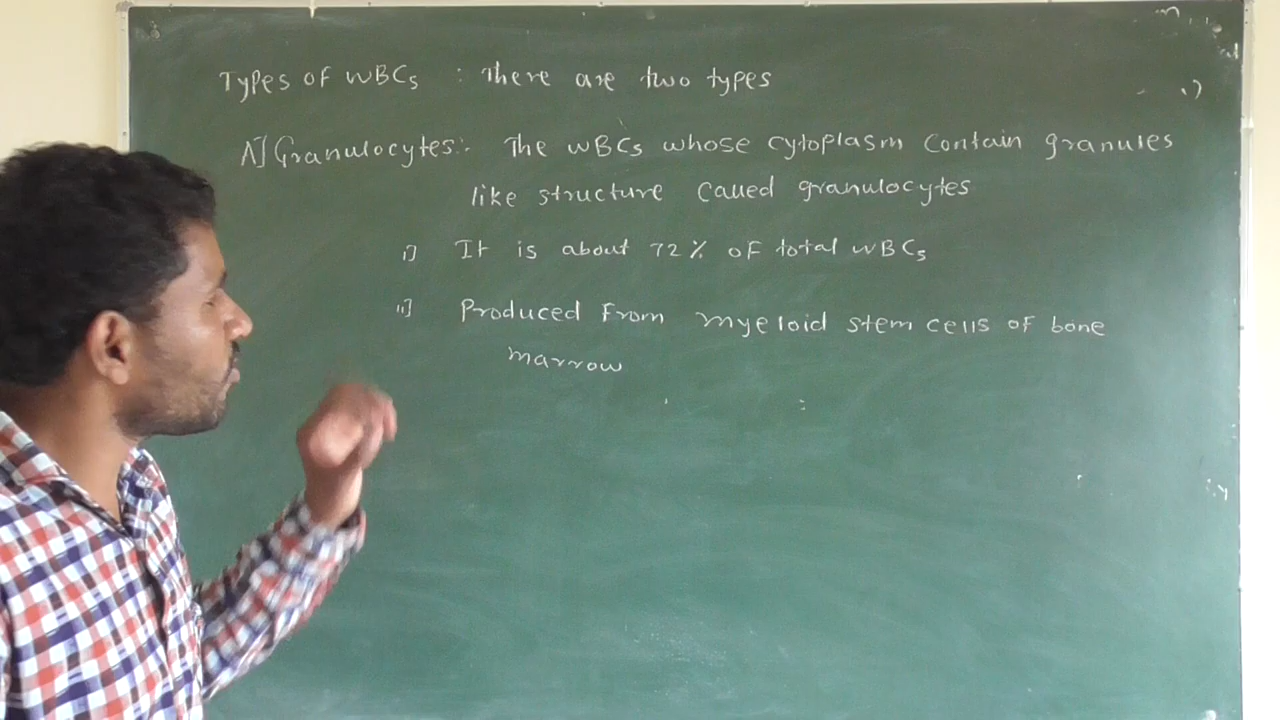 Types OF WBCs : There are two types
A] Granulocytes:- The WBCs whose cytoplasm contain granules
like structure called granulocytes
i] It is about 72% OF total WBCs
ii] Produced From myeloid stem cells OF bone
marrow